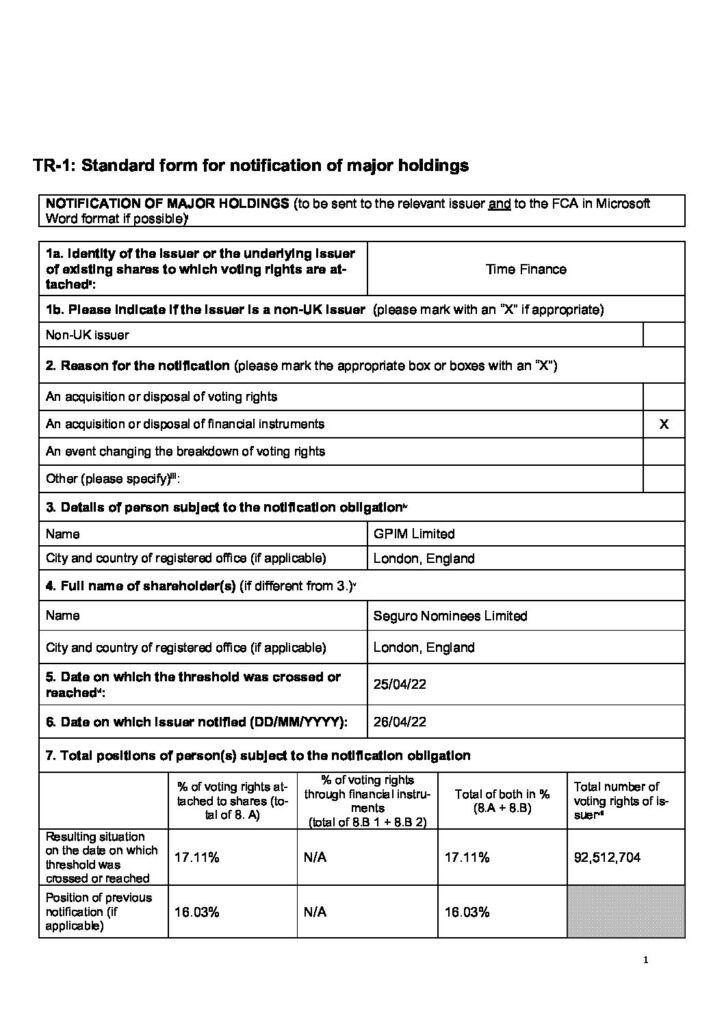 TR-1: Standard form for notification of major holdings
NOTIFICATION OF MAJOR HOLDINGS (to be sent to the relevant issuer and to the FCA in Microsoft
Word format if possible)i
1a. Identity of the issuer or the underlying issuer
of existing shares to which voting rights are at-
tachedii:
Time Finance
1b. Please indicate if the issuer is a non-UK issuer (please mark with an "X" if appropriate)
Non-UK issuer
2. Reason for the notification (please mark the appropriate box or boxes with an "X")
An acquisition or disposal of voting rights
An acquisition or disposal of financial instruments X
An event changing the breakdown of voting rights
Other (please specify)iii:
3. Details of person subject to the notification obligationiv
Name GPIM Limited
City and country of registered office (if applicable) London, England
4. Full name of shareholder(s) (if different from 3.)v
Name Seguro Nominees Limited
City and country of registered office (if applicable) London, England
5. Date on which the threshold was crossed or
reachedvi:
25/04/22
6. Date on which issuer notified (DD/MM/YYYY): 26/04/22
7. Total positions of person(s) subject to the notification obligation
% of voting rights at-
tached to shares (to-
tal of 8. A)
% of voting rights
through financial instru-
ments
(total of 8.B 1 + 8.B 2)
Total of both in %
(8.A + 8.B)
Total number of
voting rights of is-
suervii
Resulting situation
on the date on which
threshold was
crossed or reached
17.11% N/A 17.11% 92,512,704
Position of previous
notification (if
applicable)
16.03% N/A 16.03%
1